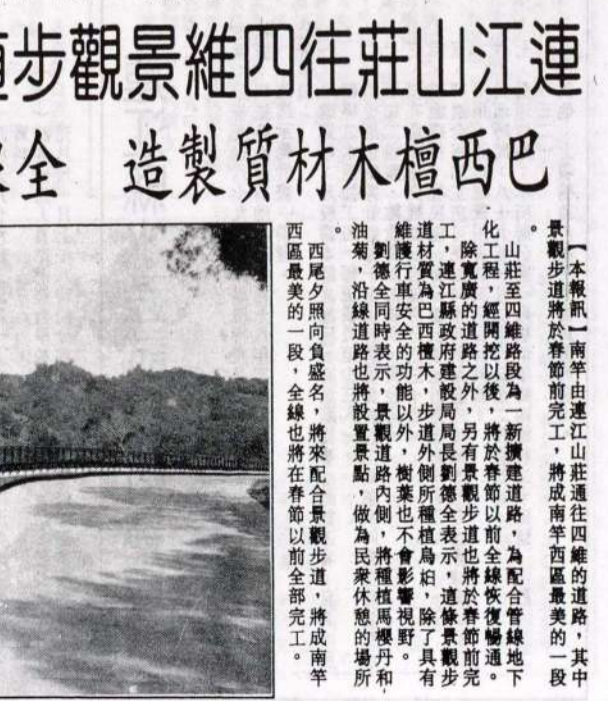 連江山莊往四維景觀步道
巴西檀木材質製造　全
【本報訊】南竿由連江山莊通往四維的道路，其中
景觀步道將於春節前完工，將成南竿西區最美的一段
。
山莊至四維路段為一新擴建道路，為配合管線地下
化工程，經開挖以後，將於春節以前全線恢復暢通。
除寬廣的道路之外，另有景觀步道也將於春節前完
工，連江縣政府建設局局長劉德全表示，這條景觀步
道材質為巴西檀木，步道外側所種植烏桕，除了具有
維護行車安全的功能以外，樹葉也不會影響視野。
劉德全同時表示，景觀道路內側，將種植馬櫻丹和
油菊，沿線道路也將設置景點，做為民衆休憩的場所
。
西尾夕照向負盛名，將來配合景觀步道，將成南竿
西區最美的一段，全線也將在春節以前全部完工。